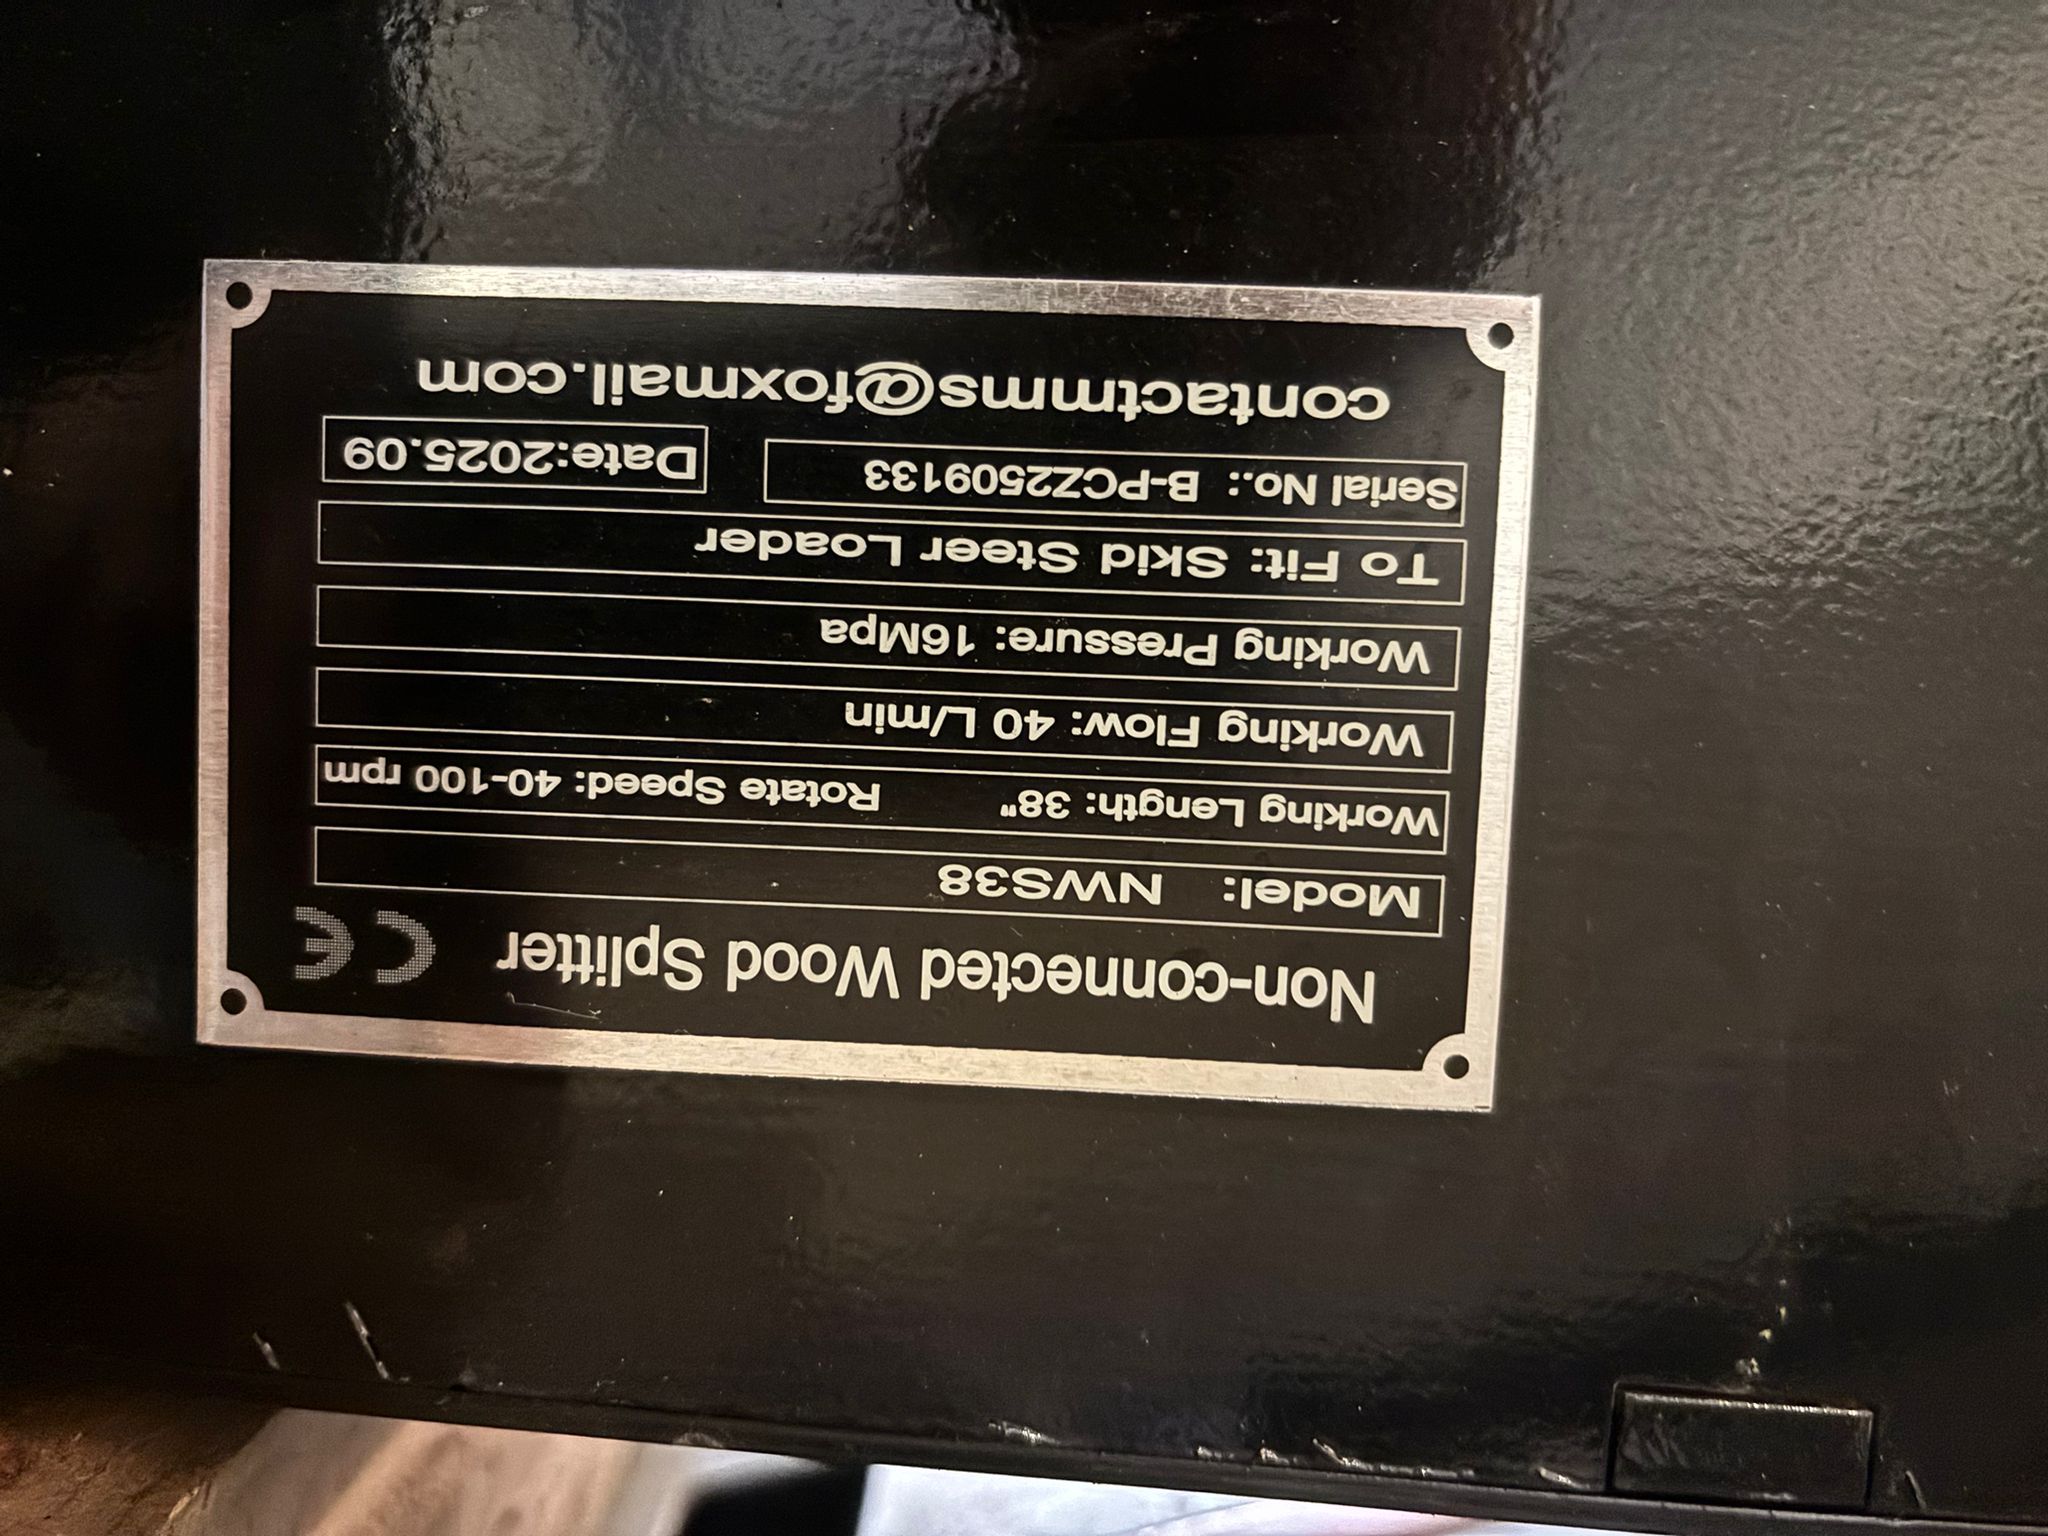 Non-connected Wood Splitter CE
Model: NWS38
Working Length: 38" Rotate Speed: 40-100 rpm
Working Flow: 40 L/min
Working Pressure: 16Mpa
To Fit: Skid Steer Loader
Serial No.: B-PCZ2509133 Date:2025.09
contactmms@foxmail.com